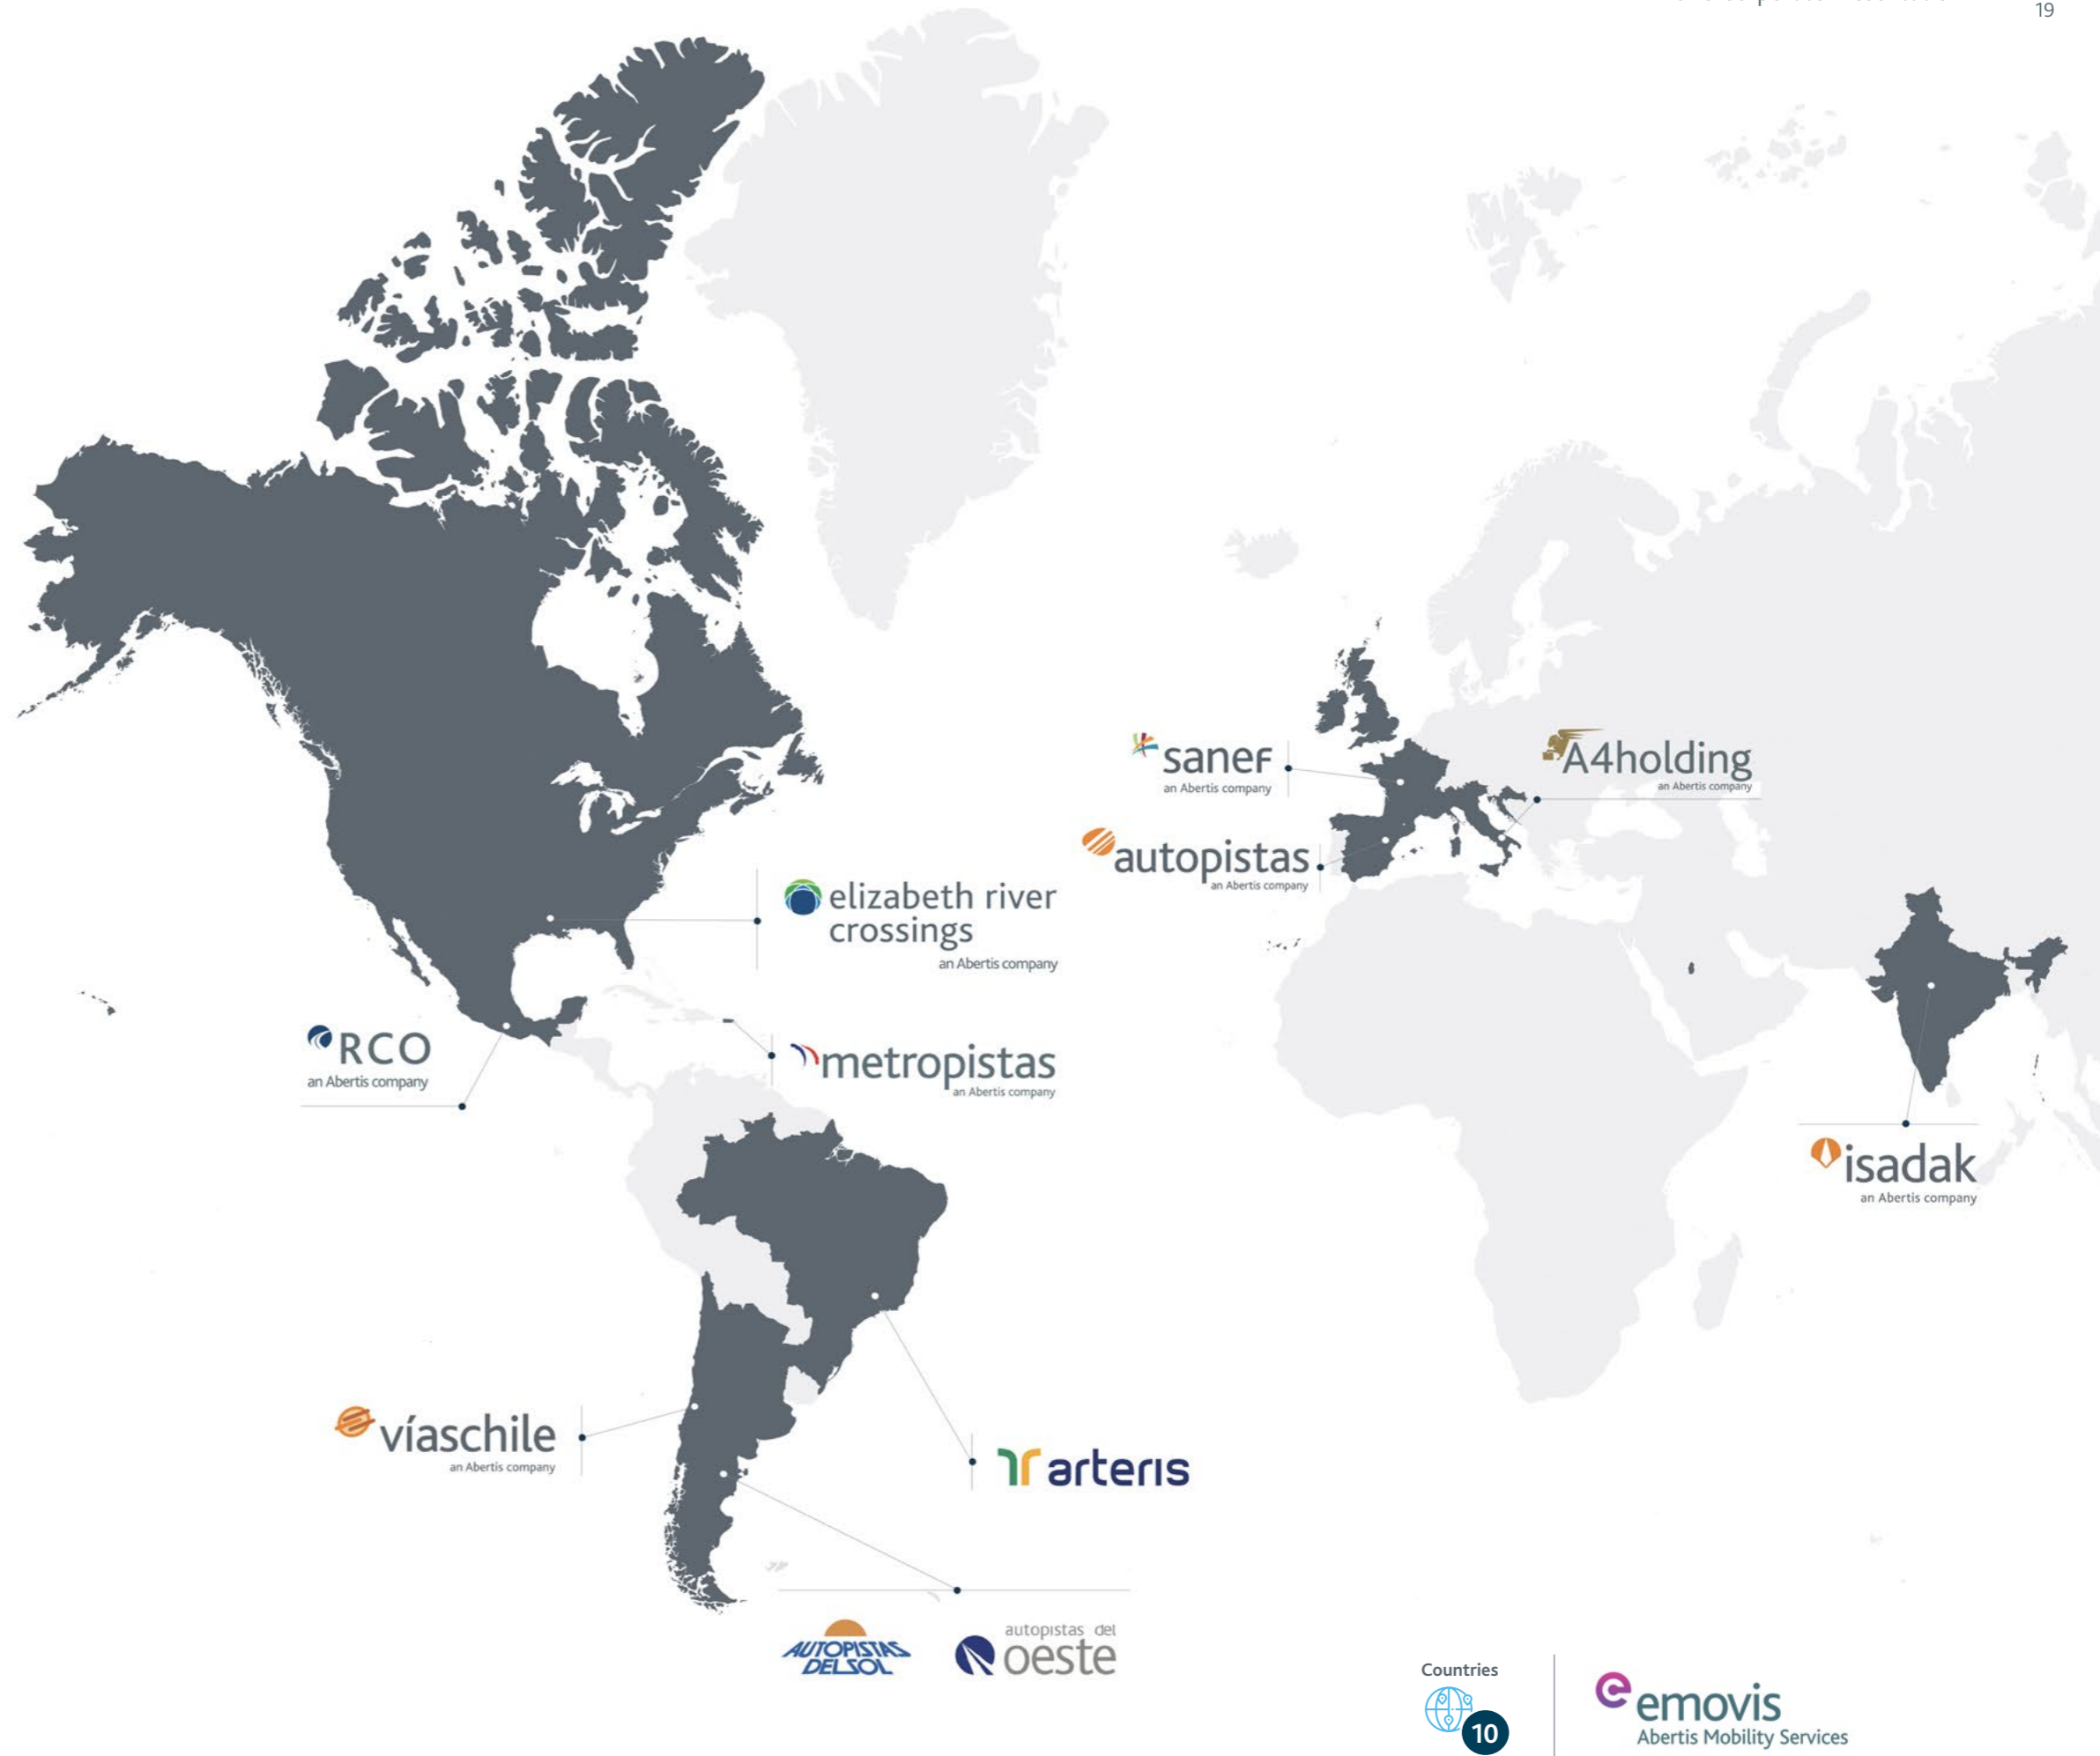 19
sanef
an Abertis company
A4holding
an Abertis company
autopistas
an Abertis company
elizabeth river
crossings
an Abertis company
RCO
an Abertis company
metropistas
an Abertis company
isadak
an Abertis company
víaschile
an Abertis company
arteris
AUTOPISTAS
DEL SOL
autopistas del
oeste
Countries
10
emovis
Abertis Mobility Services